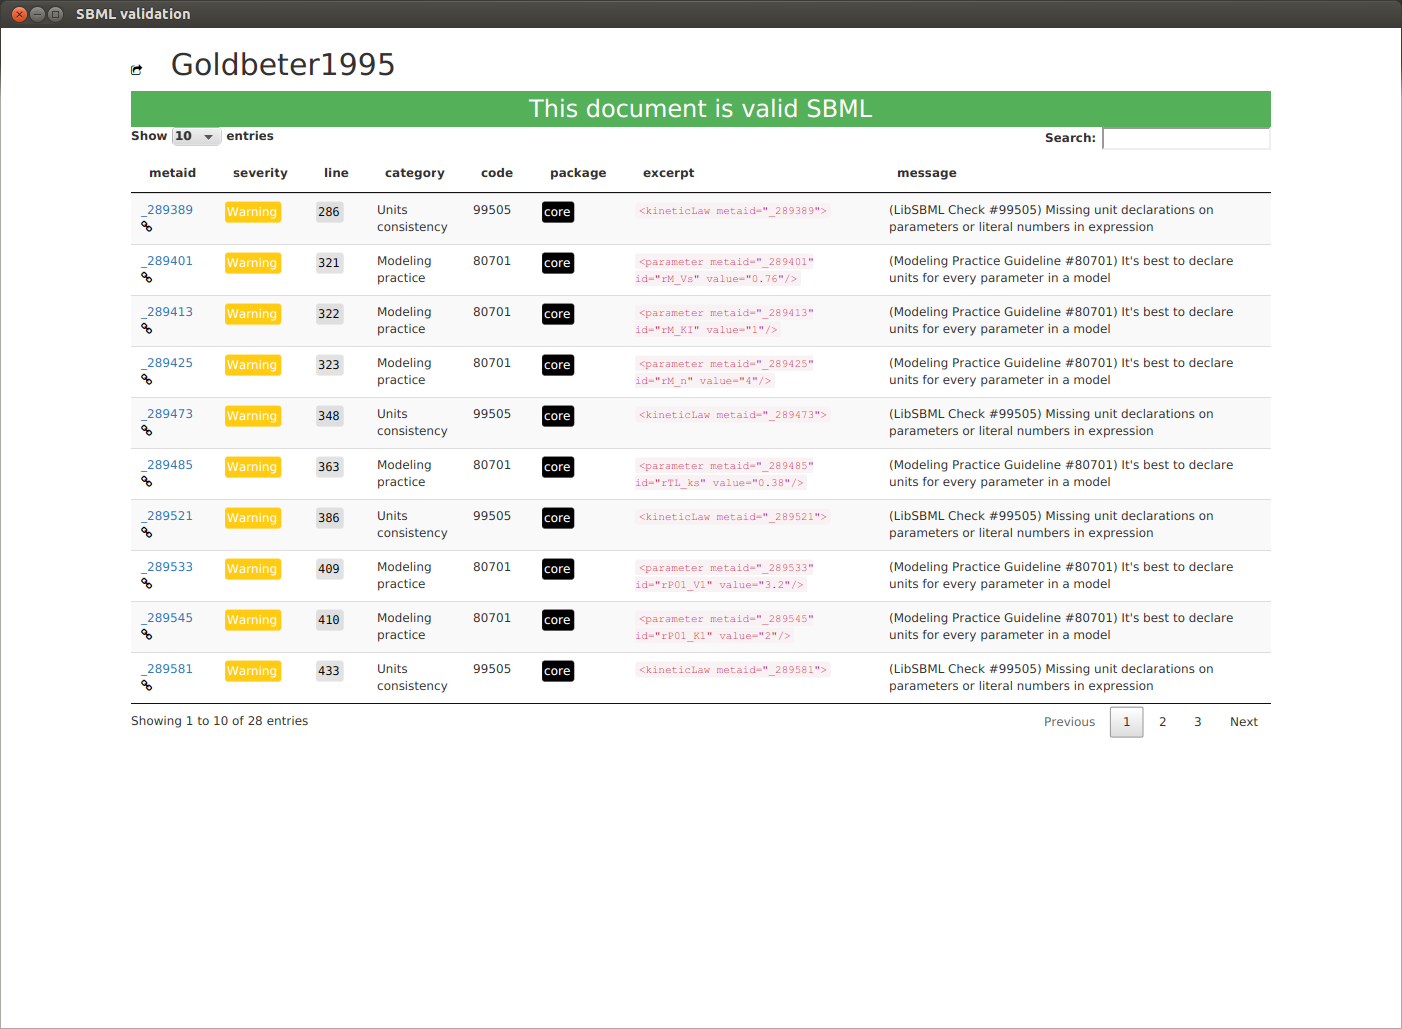 SBML validation
Goldbeter1995
This document is valid SBML
Show 10 entries
Search:
metaid severity line category code package excerpt message
_289389 Warning 286 Units 99505 core <kineticLaw metaid="_289389"> (LibSBML Check #99505) Missing unit declarations on
consistency parameters or literal numbers in expression
_289401 Warning 321 Modeling 80701 core <parameter metaid="_289401" (Modeling Practice Guideline #80701) It's best to declare
practice id="rM_Vs" value="0.76"/> units for every parameter in a model
_289413 Warning 322 Modeling 80701 core <parameter metaid="_289413" (Modeling Practice Guideline #80701) It's best to declare
practice id="rM_KI" value="1"/> units for every parameter in a model
_289425 Warning 323 Modeling 80701 core <parameter metaid="_289425" (Modeling Practice Guideline #80701) It's best to declare
practice id="rM_n" value="4"/> units for every parameter in a model
_289473 Warning 348 Units 99505 core <kineticLaw metaid="_289473"> (LibSBML Check #99505) Missing unit declarations on
consistency parameters or literal numbers in expression
_289485 Warning 363 Modeling 80701 core <parameter metaid="_289485" (Modeling Practice Guideline #80701) It's best to declare
practice id="rTL_ks" value="0.38"/> units for every parameter in a model
_289521 Warning 386 Units 99505 core <kineticLaw metaid="_289521"> (LibSBML Check #99505) Missing unit declarations on
consistency parameters or literal numbers in expression
_289533 Warning 409 Modeling 80701 core <parameter metaid="_289533" (Modeling Practice Guideline #80701) It's best to declare
practice id="rP01_V1" value="3.2"/> units for every parameter in a model
_289545 Warning 410 Modeling 80701 core <parameter metaid="_289545" (Modeling Practice Guideline #80701) It's best to declare
practice id="rP01_K1" value="2"/> units for every parameter in a model
_289581 Warning 433 Units 99505 core <kineticLaw metaid="_289581"> (LibSBML Check #99505) Missing unit declarations on
consistency parameters or literal numbers in expression
Showing 1 to 10 of 28 entries
Previous 1 2 3 Next